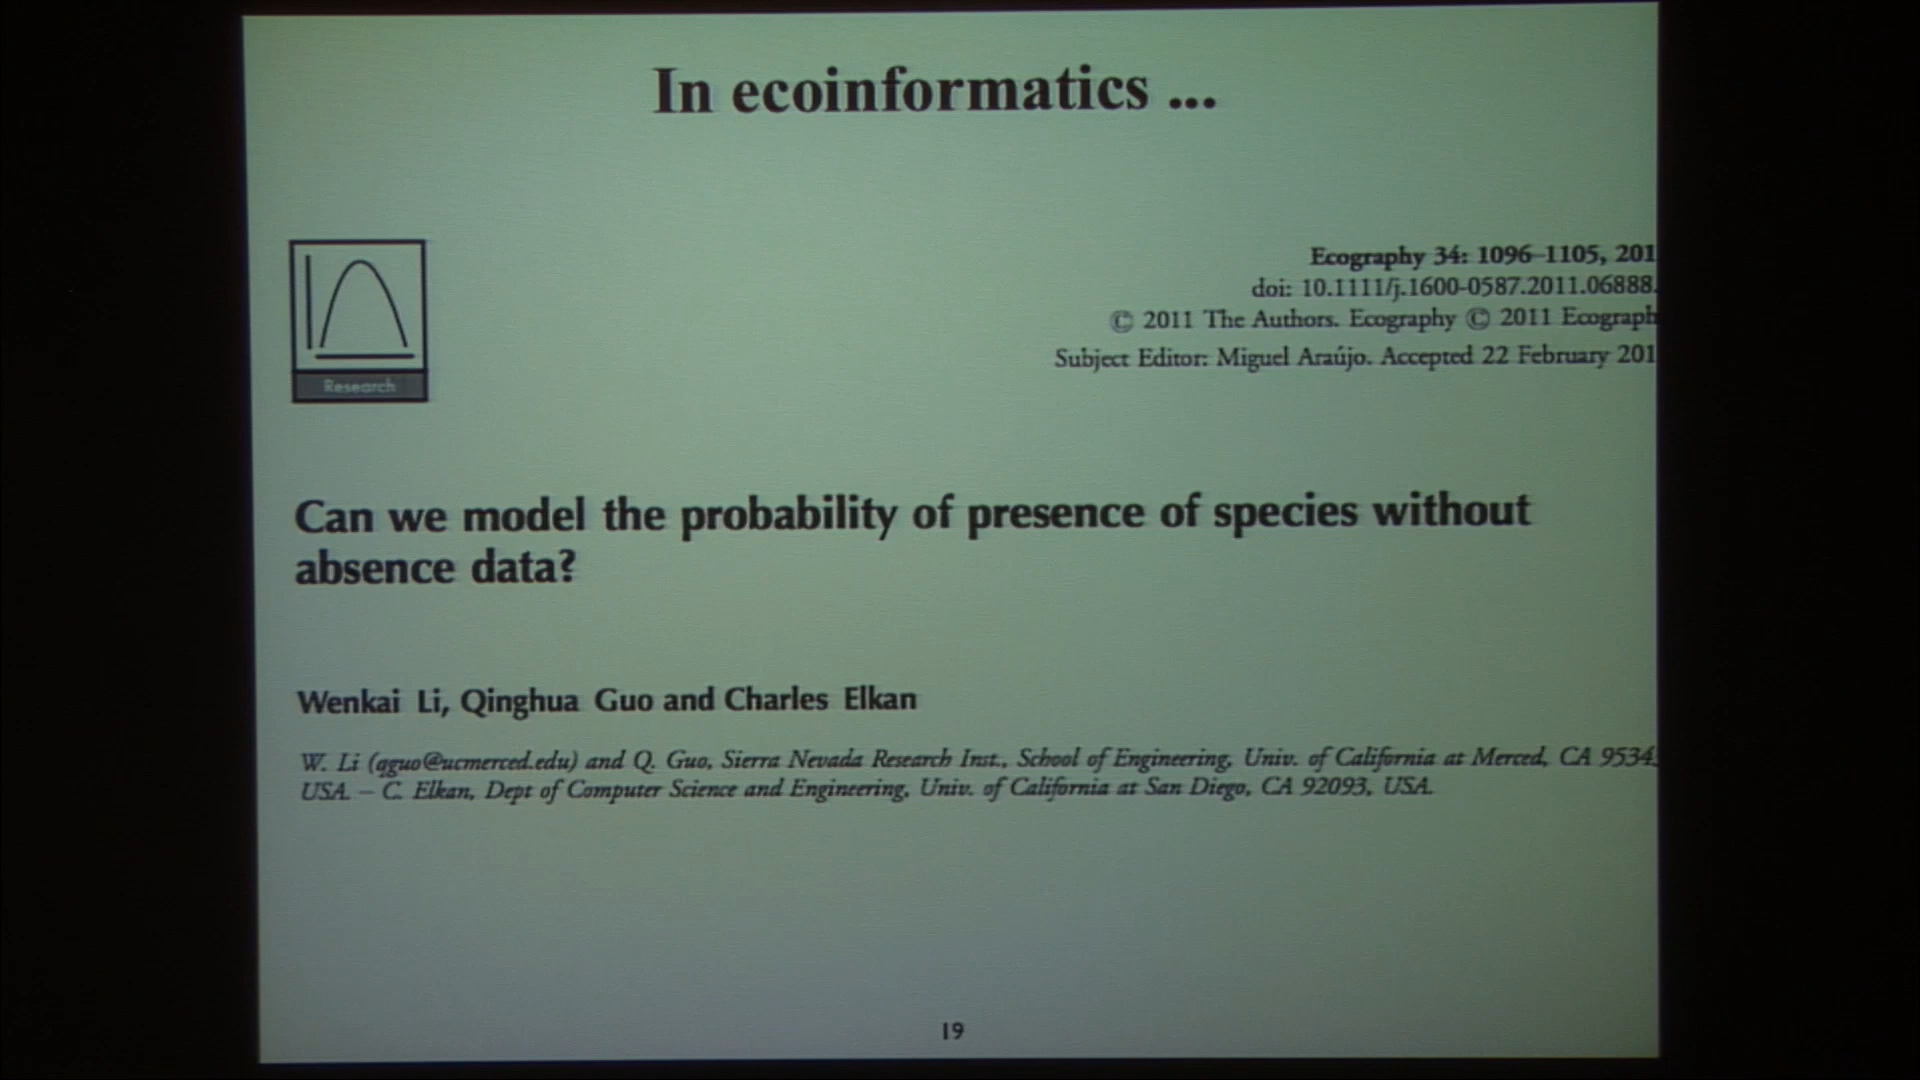 In ecoinformatics ...
Ecography 34: 1096–1105, 201
doi: 10.1111/j.1600-0587.2011.06888.
© 2011 The Authors. Ecography © 2011 Ecograph
Subject Editor: Miguel Araújo. Accepted 22 February 201
Research
Can we model the probability of presence of species without
absence data?
Wenkai Li, Qinghua Guo and Charles Elkan
W. Li (qguo@ucmerced.edu) and Q. Guo, Sierra Nevada Research Inst., School of Engineering, Univ. of California at Merced, CA 9534
USA. – C. Elkan, Dept of Computer Science and Engineering, Univ. of California at San Diego, CA 92093, USA.
19